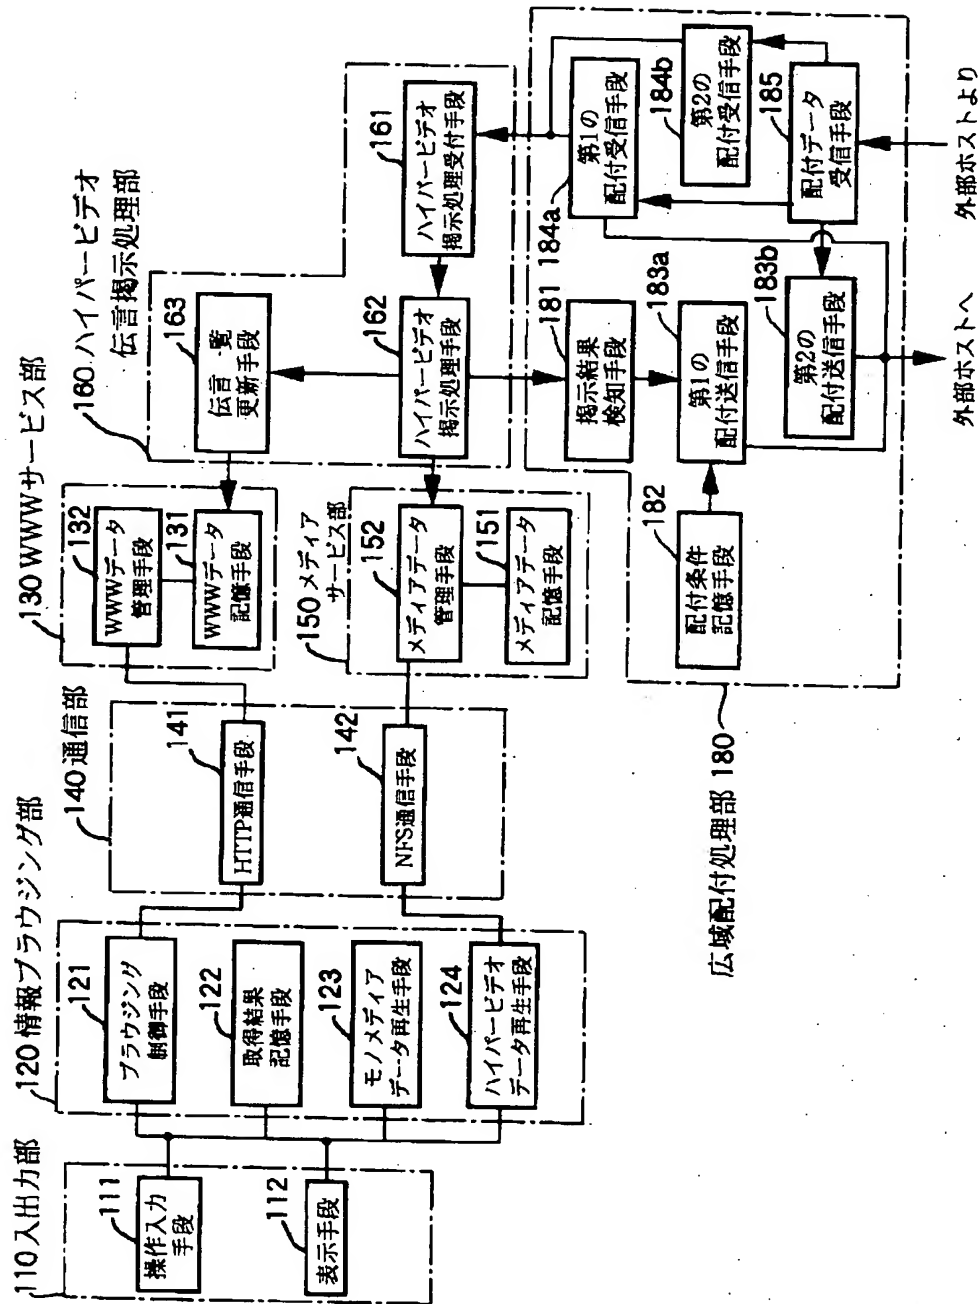 110 入出力部
111
操作入力
手段
112
表示手段
120 情報ブラウジング部
121
ブラウジング
制御手段
122
取得結果
記憶手段
123
モノメディア
データ再生手段
124
ハイパービデオ
データ再生手段
140 通信部
141
HTTP通信手段
142
NFS通信手段
130 WWWサービス部
132
WWWデータ
管理手段
131
WWWデータ
記憶手段
150 メディア
サービス部
152
メディアデータ
管理手段
151
メディアデータ
記憶手段
160 ハイパービデオ
伝言掲示処理部
163
伝言一覧
更新手段
162
ハイパービデオ
掲示処理手段
161
ハイパービデオ
掲示処理受付手段
広域配付処理部 180
182
配付条件
記憶手段
181
掲示結果
検知手段
183a
第1の
配付送信手段
183b
第2の
配付送信手段
184a
第1の
配付受信手段
184b
第2の
配付受信手段
185
配付データ
受信手段
外部ホストへ
外部ホストより